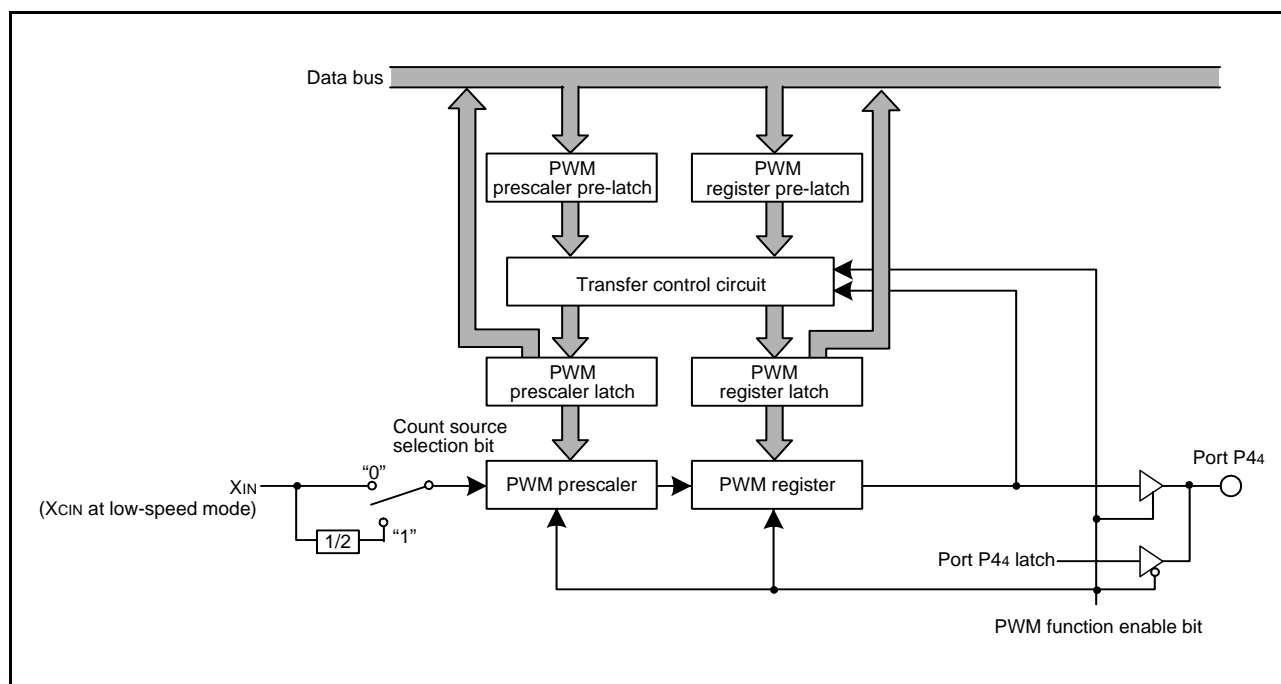 Data bus
PWM
prescaler pre-latch
PWM
register pre-latch
Transfer control circuit
PWM
prescaler latch
PWM
register latch
Count source
selection bit
Port P44
XIN
(XCIN at low-speed mode)
“0”
PWM prescaler
PWM register
1/2
“1”
Port P44 latch
PWM function enable bit